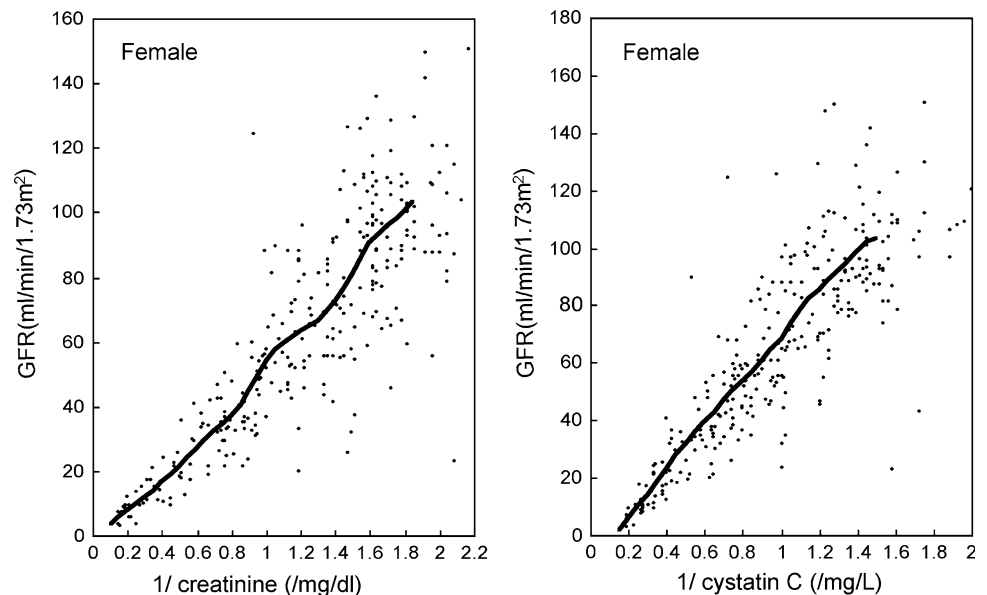 160
140
120
100
80
60
40
20
0
Female
GFR(ml/min/1.73m²)
0 0.2 0.4 0.6 0.8 1 1.2 1.4 1.6 1.8 2 2.2
1/ creatinine (/mg/dl)
180
160
140
120
100
80
60
40
20
0
Female
GFR(ml/min/1.73m²)
0 0.2 0.4 0.6 0.8 1 1.2 1.4 1.6 1.8 2
1/ cystatin C (/mg/L)